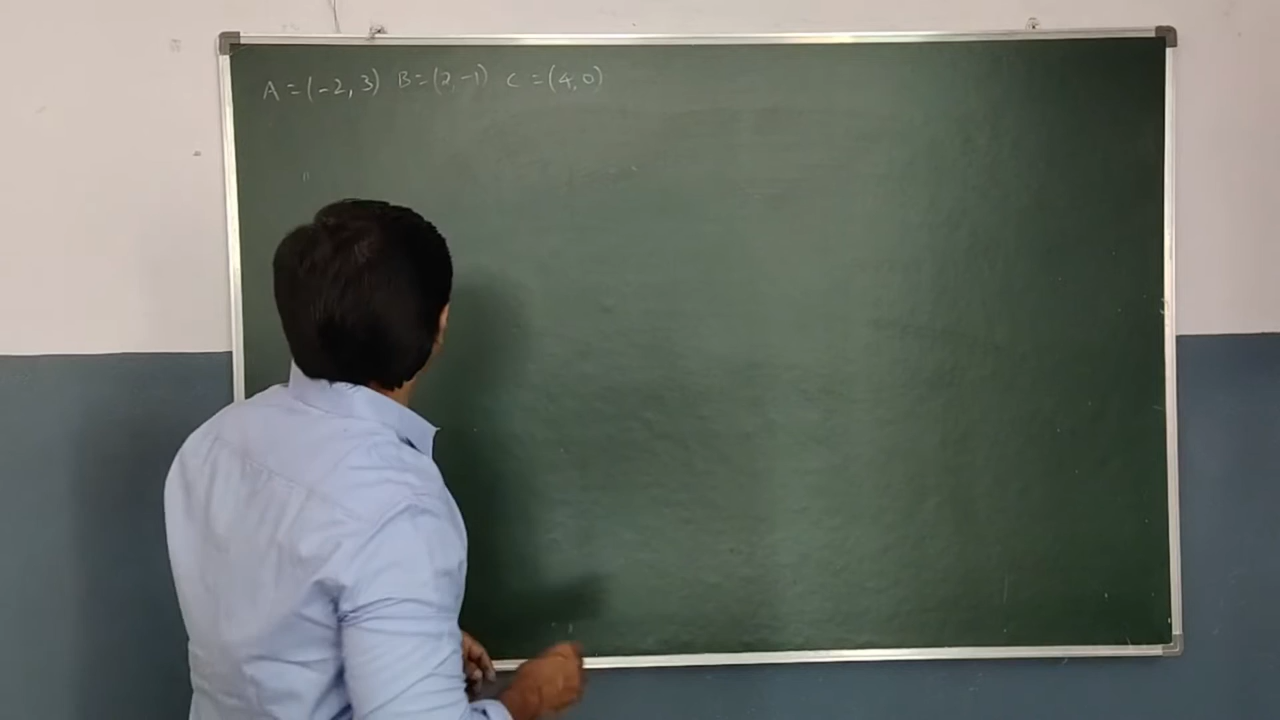 A = (-2, 3) B = (2, -1) C = (4, 0)